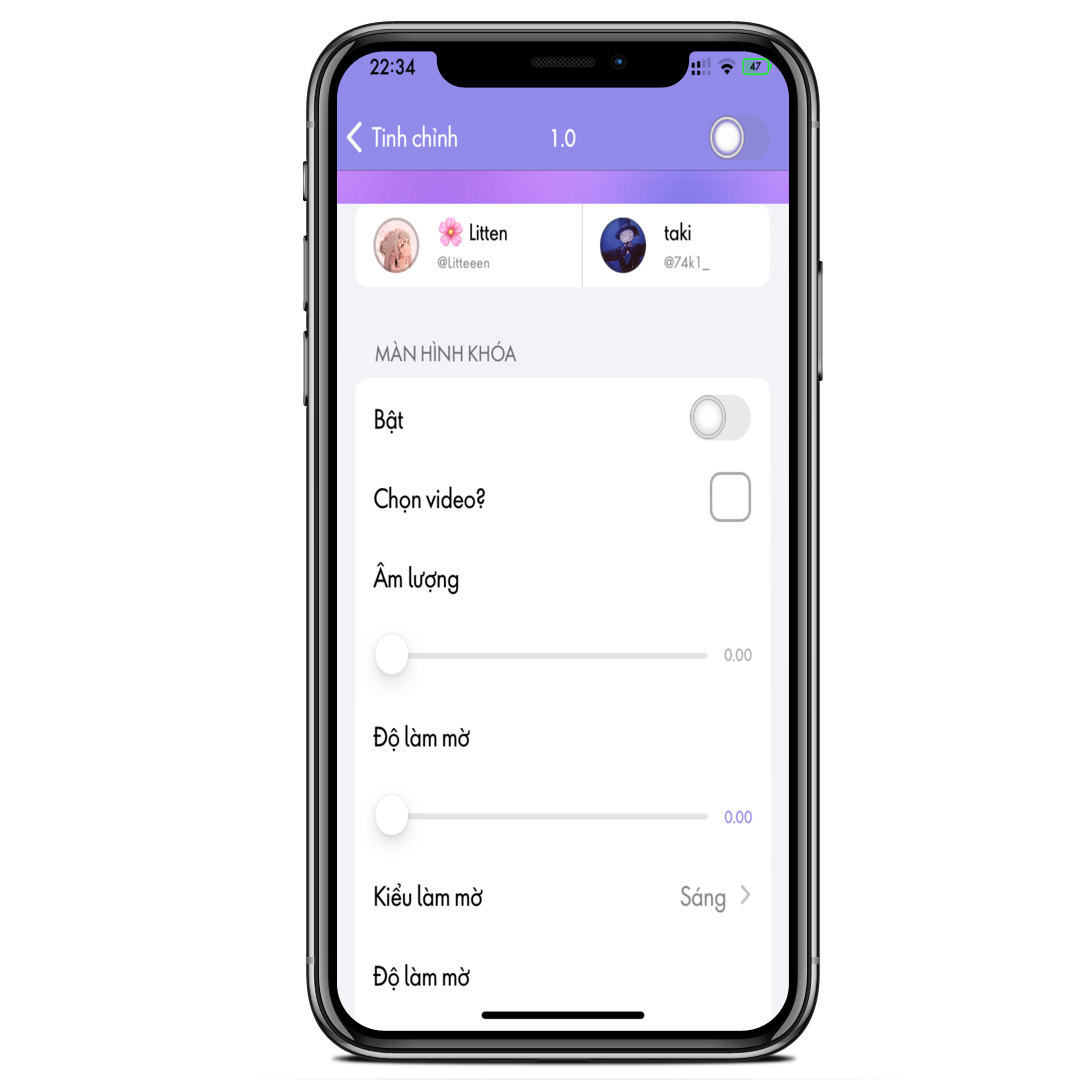 22:34
47
Tinh chỉnh
1.0
🌸 Litten
@Litteeen
taki
@74k1_
MÀN HÌNH KHÓA
Bật
Chọn video?
Âm lượng
0.00
Độ làm mờ
0.00
Kiểu làm mờ
Sáng
Độ làm mờ